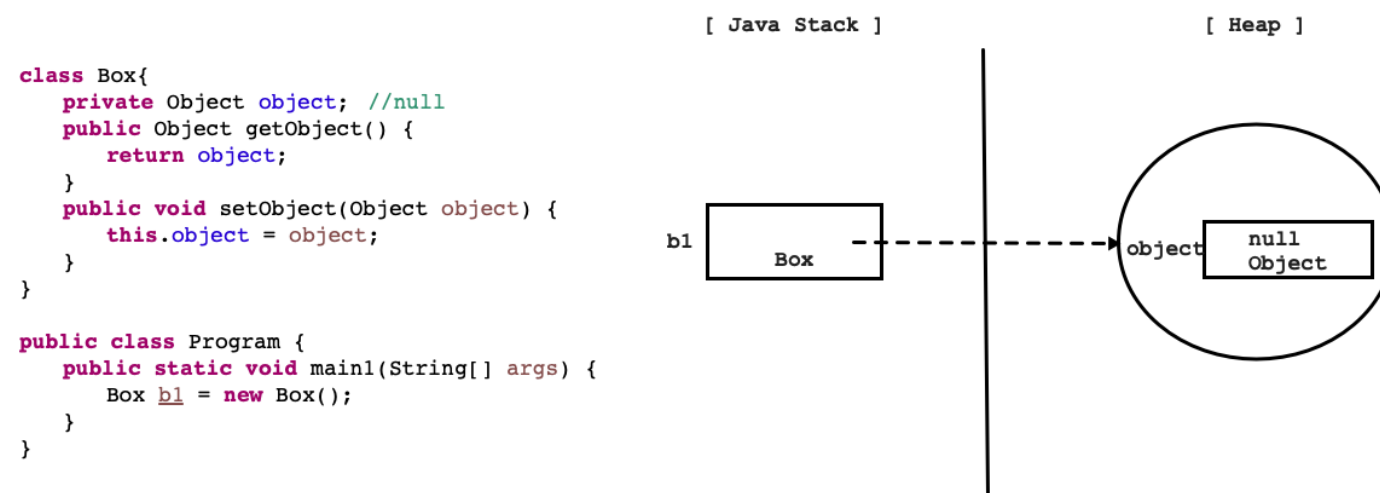 [ Java Stack ]
[ Heap ]
class Box{
private Object object; //null
public Object getObject() {
return object;
}
public void setObject(Object object) {
this.object = object;
}
}
public class Program {
public static void main1(String[] args) {
Box b1 = new Box();
}
}
b1
Box
object
null
Object